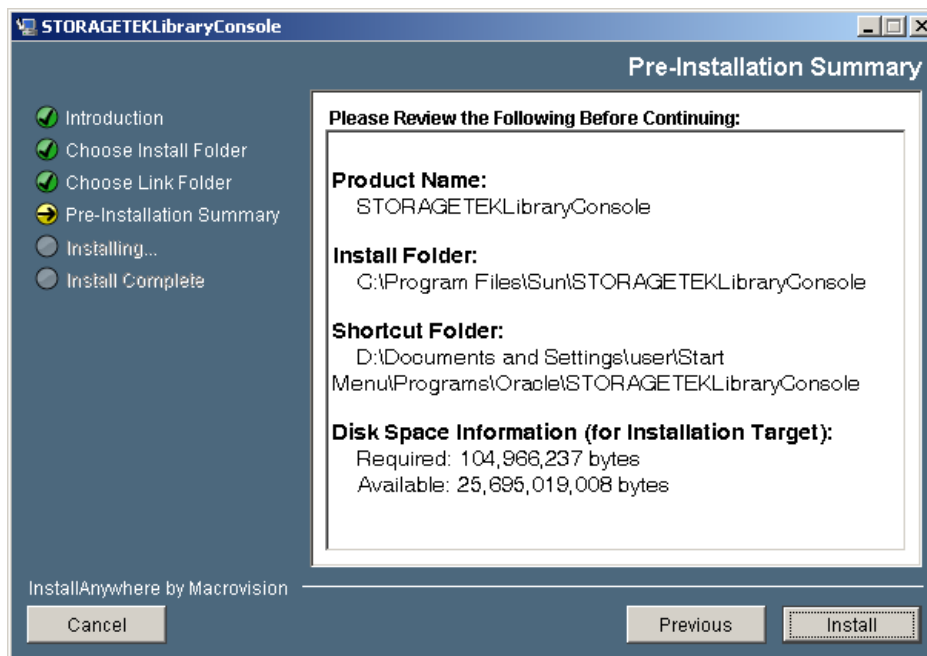 STORAGETEKLibraryConsole
Pre-Installation Summary
Introduction
Choose Install Folder
Choose Link Folder
Pre-Installation Summary
Installing...
Install Complete
Please Review the Following Before Continuing:
Product Name:
STORAGETEKLibraryConsole
Install Folder:
C:\Program Files\Sun\STORAGETEKLibraryConsole
Shortcut Folder:
D:\Documents and Settings\user\Start
Menu\Programs\Oracle\STORAGETEKLibraryConsole
Disk Space Information (for Installation Target):
Required: 104,966,237 bytes
Available: 25,695,019,008 bytes
InstallAnywhere by Macrovision
Cancel
Previous
Install